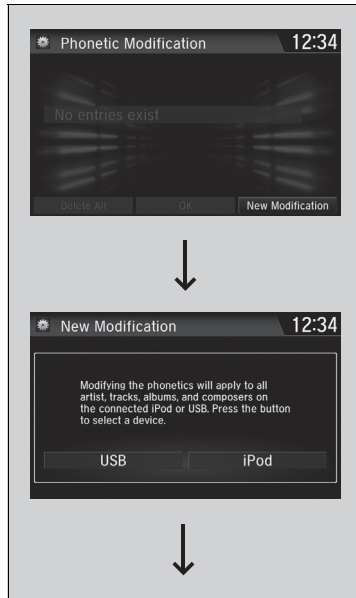 Phonetic Modification 12:34
No entries exist
Delete All OK New Modification
New Modification 12:34
Modifying the phonetics will apply to all
artist, tracks, albums, and composers on
the connected iPod or USB. Press the button
to select a device.
USB iPod